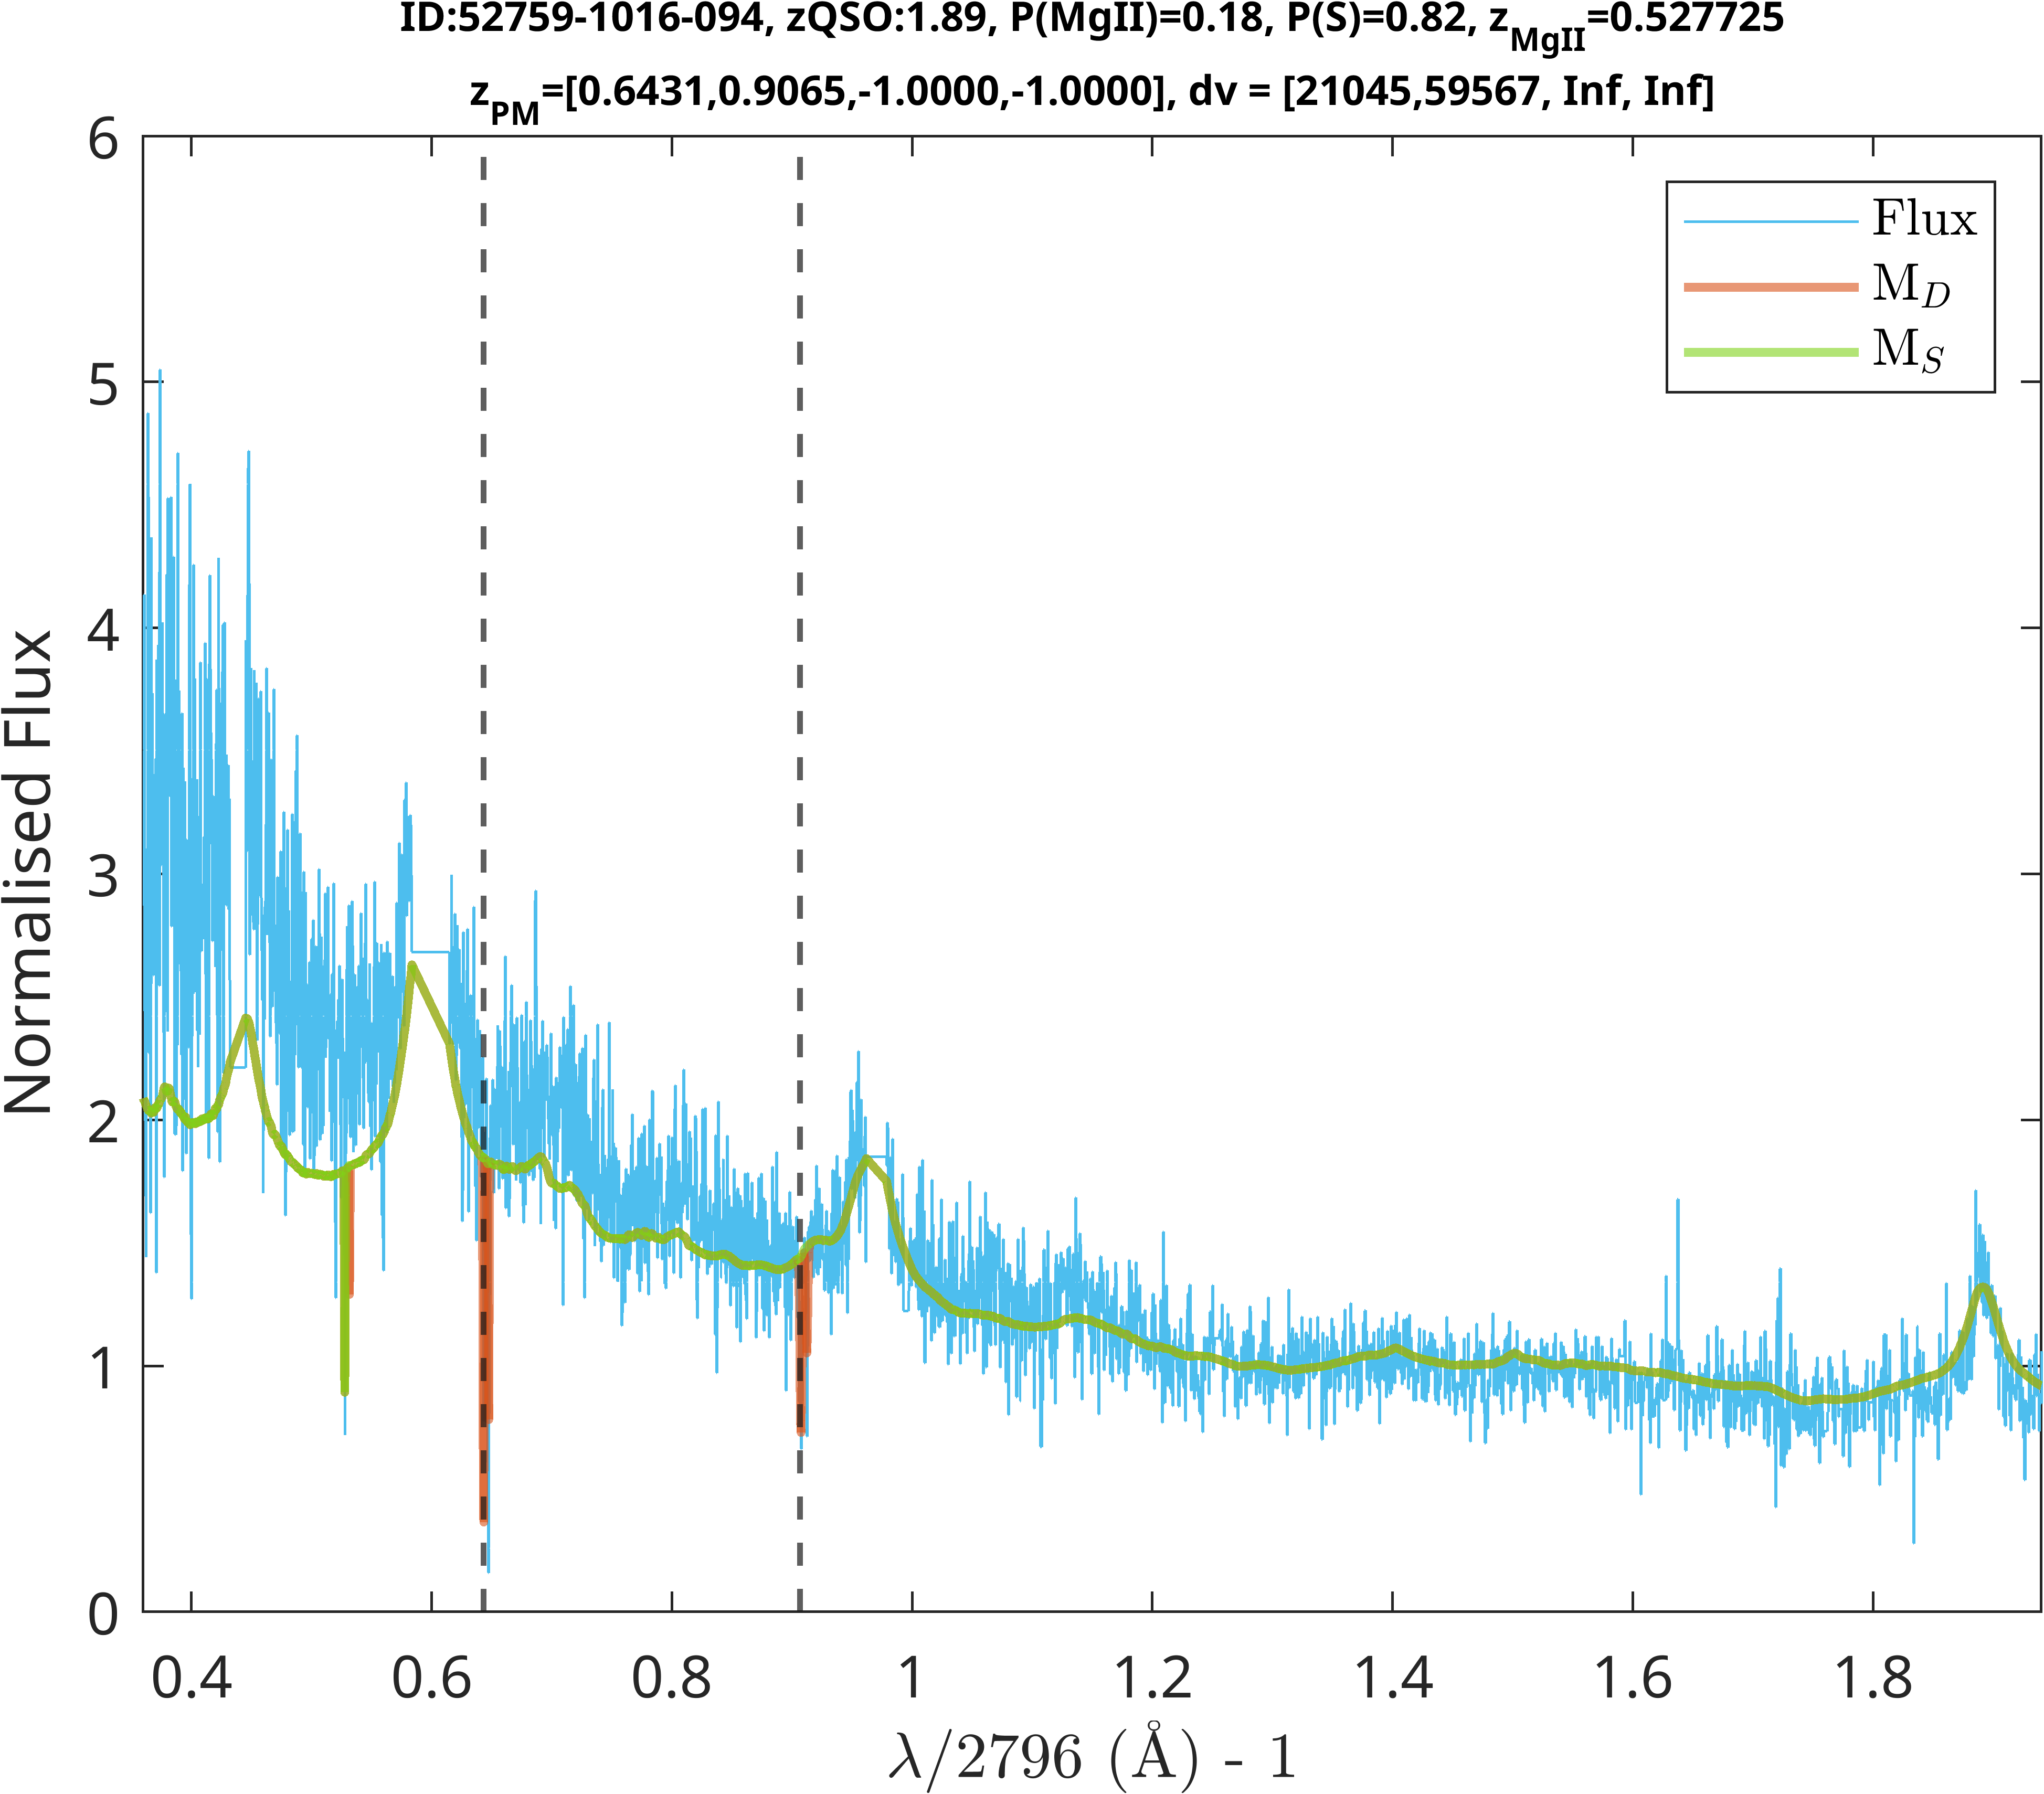 ID:52759-1016-094, zQSO:1.89, P(MgII)=0.18, P(S)=0.82, zMgII=0.527725
zPM=[0.6431,0.9065,-1.0000,-1.0000], dv = [21045,59567, Inf, Inf]
6
5
4
3
2
1
0
Normalised Flux
Flux
MD
MS
0.4 0.6 0.8 1 1.2 1.4 1.6 1.8
λ/2796 (Å) - 1